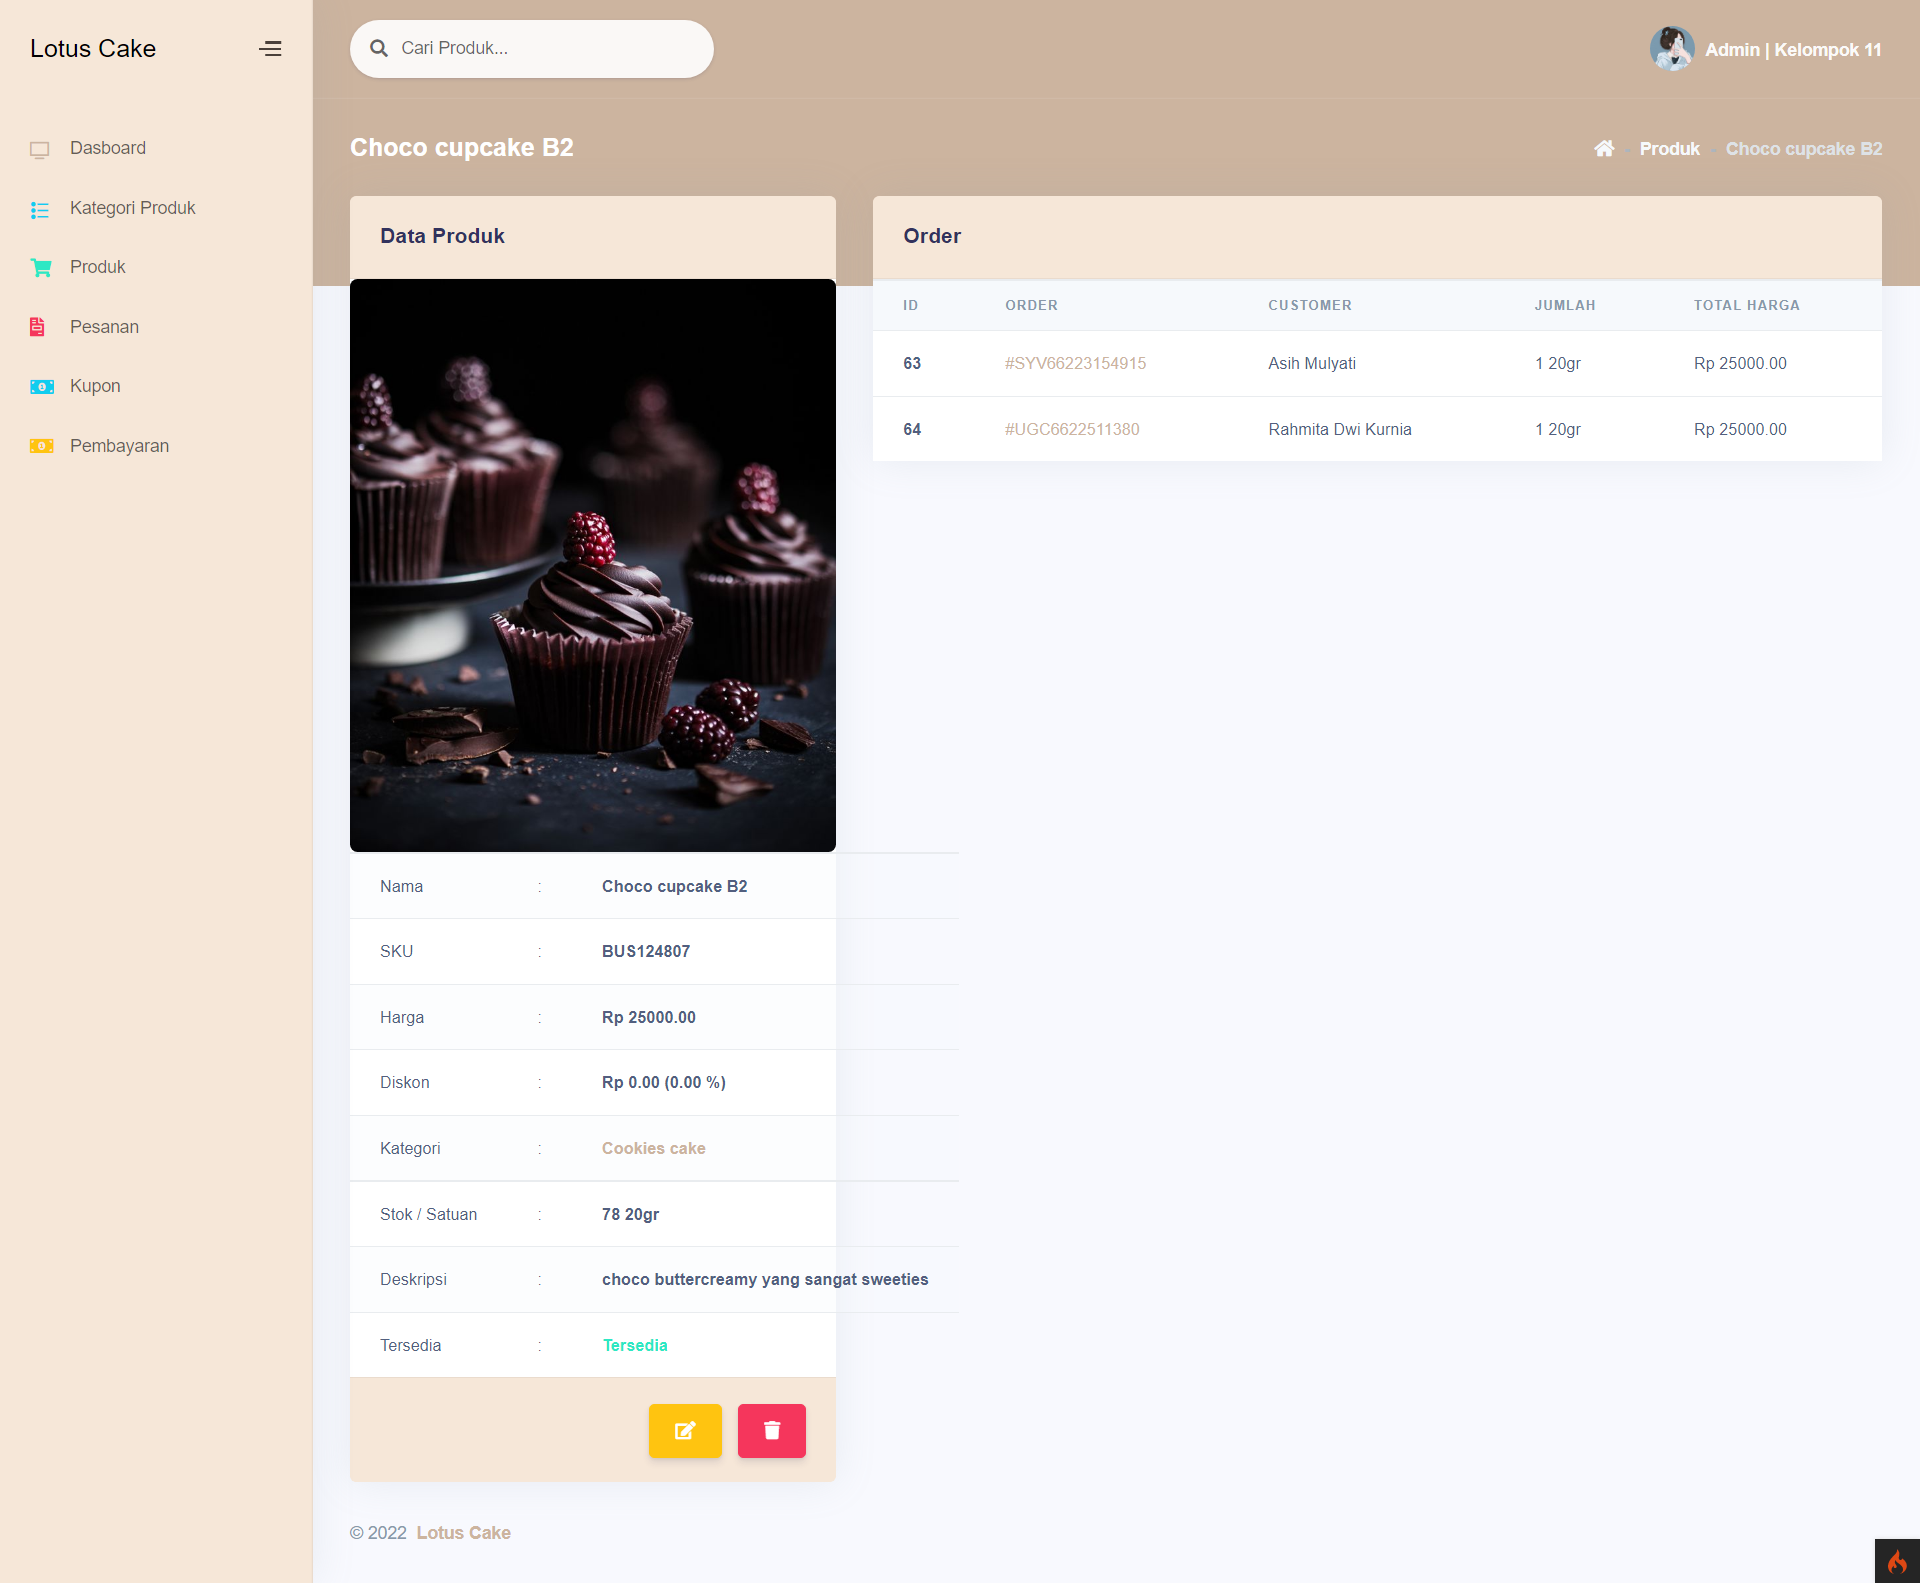 Lotus Cake
Cari Produk...
Admin | Kelompok 11
Dasboard
Kategori Produk
Produk
Pesanan
Kupon
Pembayaran
Choco cupcake B2
- Produk - Choco cupcake B2
Data Produk
Nama : Choco cupcake B2
SKU : BUS124807
Harga : Rp 25000.00
Diskon : Rp 0.00 (0.00 %)
Kategori : Cookies cake
Stok / Satuan : 78 20gr
Deskripsi : choco buttercreamy yang sangat sweeties
Tersedia : Tersedia
Order
ID ORDER CUSTOMER JUMLAH TOTAL HARGA
63 #SYV66223154915 Asih Mulyati 1 20gr Rp 25000.00
64 #UGC6622511380 Rahmita Dwi Kurnia 1 20gr Rp 25000.00
© 2022 Lotus Cake